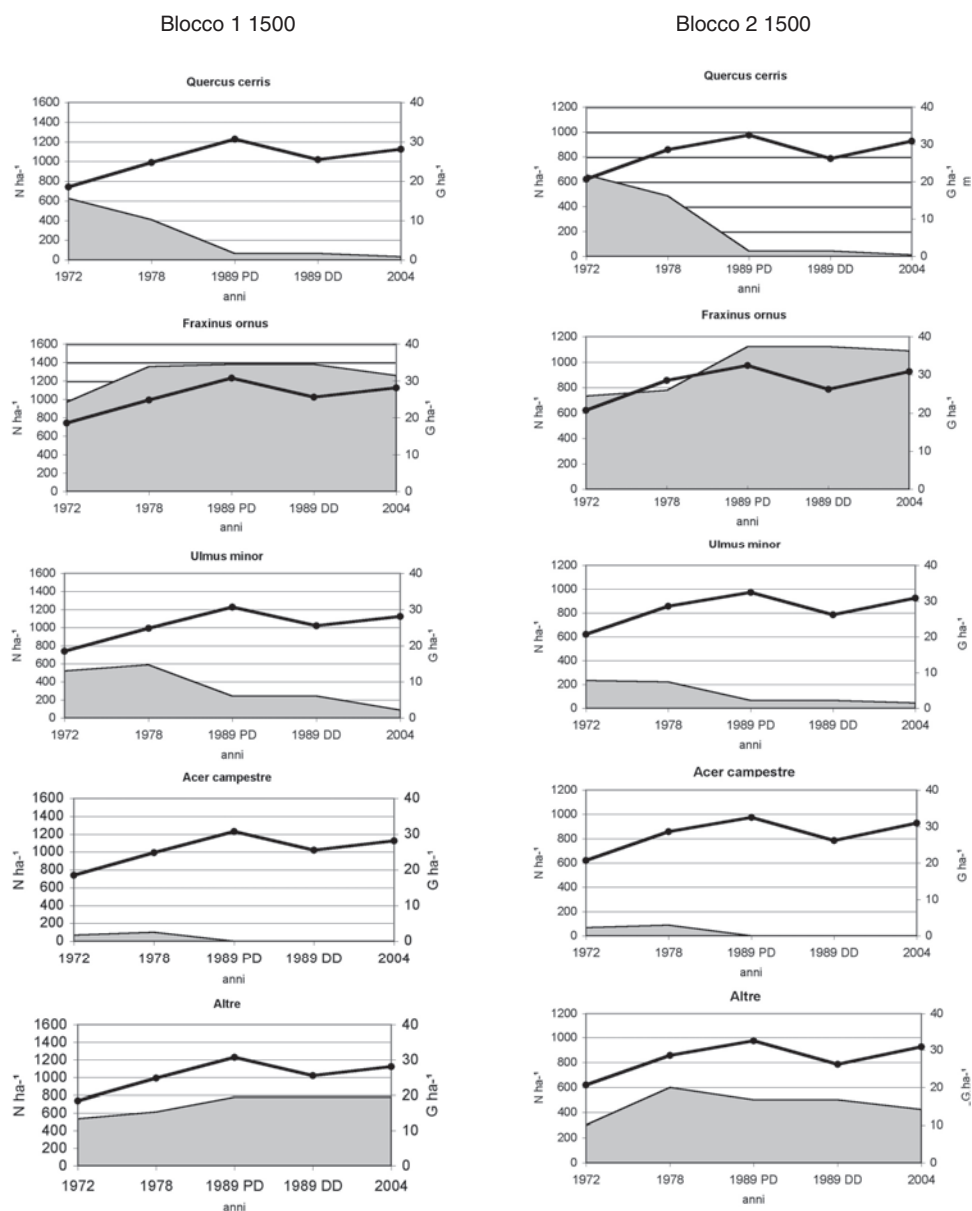 Blocco 1 1500
Blocco 2 1500
Quercus cerris
1600
1400
1200
1000
800
600
400
200
0
N ha-¹
40
30
20
10
0
G ha-¹
1972 1978 1989 PD 1989 DD 2004
anni
Quercus cerris
1200
1000
800
600
400
200
0
N ha-¹
40
30
20
10
0
G ha-¹ m
1972 1978 1989 PD 1989 DD 2004
anni
Fraxinus ornus
1600
1400
1200
1000
800
600
400
200
0
N ha-¹
40
30
20
10
0
G ha-¹
1972 1978 1989 PD 1989 DD 2004
anni
Fraxinus ornus
1200
1000
800
600
400
200
0
N ha-¹
40
30
20
10
0
G ha-¹
1972 1978 1989 PD 1989 DD 2004
anni
Ulmus minor
1600
1400
1200
1000
800
600
400
200
0
N ha-¹
40
30
20
10
0
G ha-¹
1972 1978 1989 PD 1989 DD 2004
anni
Ulmus minor
1200
1000
800
600
400
200
0
N ha-¹
40
30
20
10
0
G ha-¹
1972 1978 1989 PD 1989 DD 2004
anni
Acer campestre
1600
1400
1200
1000
800
600
400
200
0
N ha-¹
40
30
20
10
0
G ha-¹
1972 1978 1989 PD 1989 DD 2004
anni
Acer campestre
1200
1000
800
600
400
200
0
N ha-¹
40
30
20
10
0
G ha-¹
1972 1978 1989 PD 1989 DD 2004
anni
Altre
1600
1400
1200
1000
800
600
400
200
0
N ha-¹
40
30
20
10
0
G ha-¹
1972 1978 1989 PD 1989 DD 2004
anni
Altre
1200
1000
800
600
400
200
0
N ha-¹
40
30
20
10
0
G ha-¹
1972 1978 1989 PD 1989 DD 2004
anni